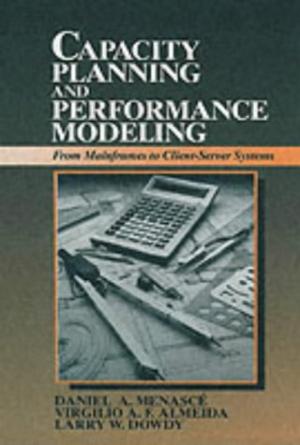 CAPACITY
PLANNING
AND
PERFORMANCE
MODELING
From Mainframes to Client-Server Systems
DANIEL A. MENASCÉ
VIRGILIO A. F. ALMEIDA
LARRY W. DOWDY